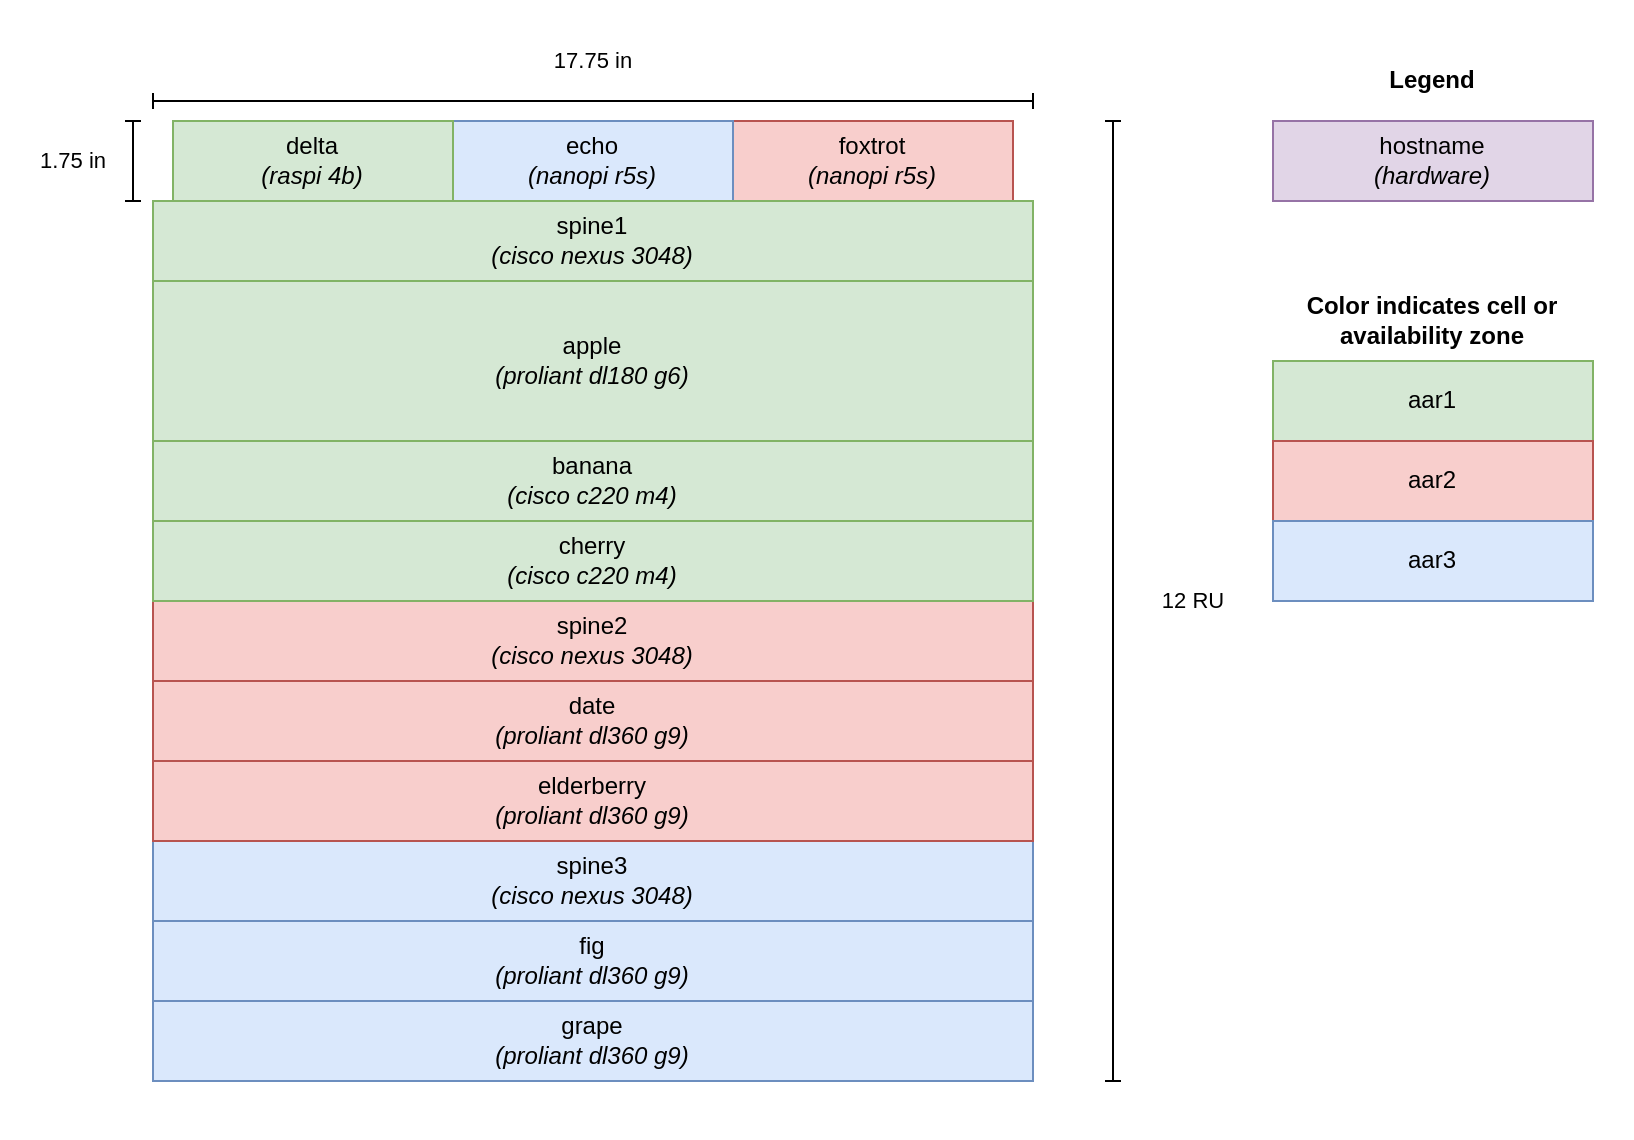 17.75 in
1.75 in
delta
(raspi 4b)
echo
(nanopi r5s)
foxtrot
(nanopi r5s)
spine1
(cisco nexus 3048)
apple
(proliant dl180 g6)
banana
(cisco c220 m4)
cherry
(cisco c220 m4)
spine2
(cisco nexus 3048)
date
(proliant dl360 g9)
elderberry
(proliant dl360 g9)
spine3
(cisco nexus 3048)
fig
(proliant dl360 g9)
grape
(proliant dl360 g9)
12 RU
Legend
hostname
(hardware)
Color indicates cell or
availability zone
aar1
aar2
aar3